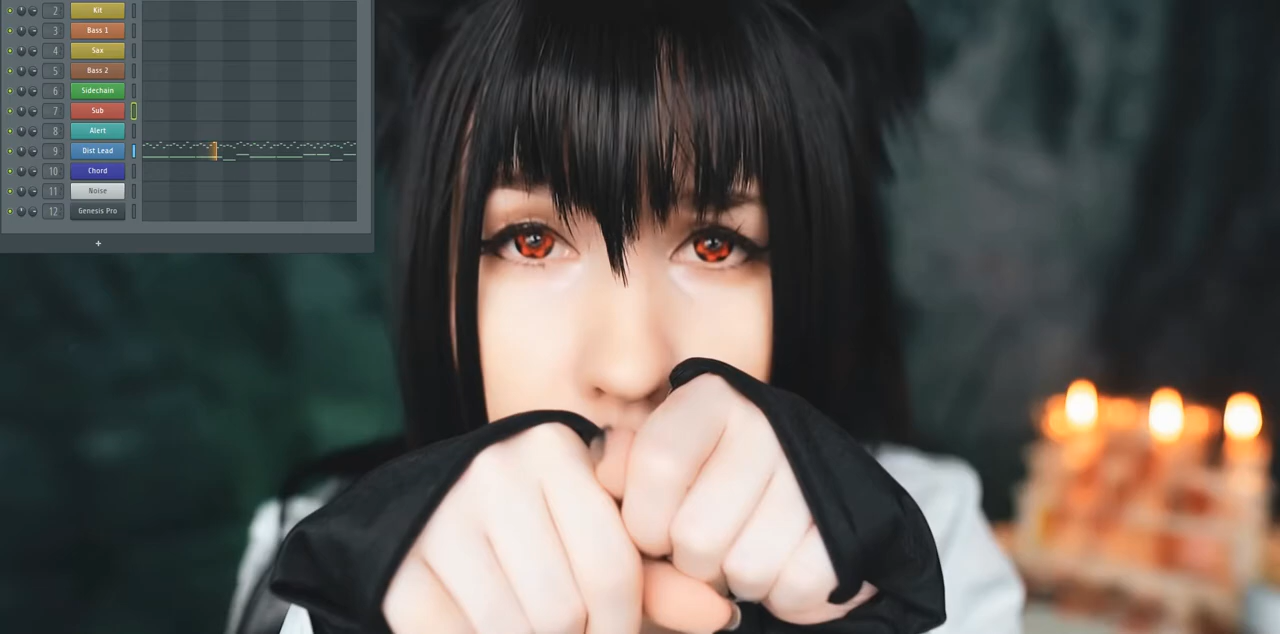 2 Kit
3 Bass 1
4 Sax
5 Bass 2
6 Sidechain
7 Sub
8 Alert
9 Dist Lead
10 Chord
11 Noise
12 Genesis Pro
+